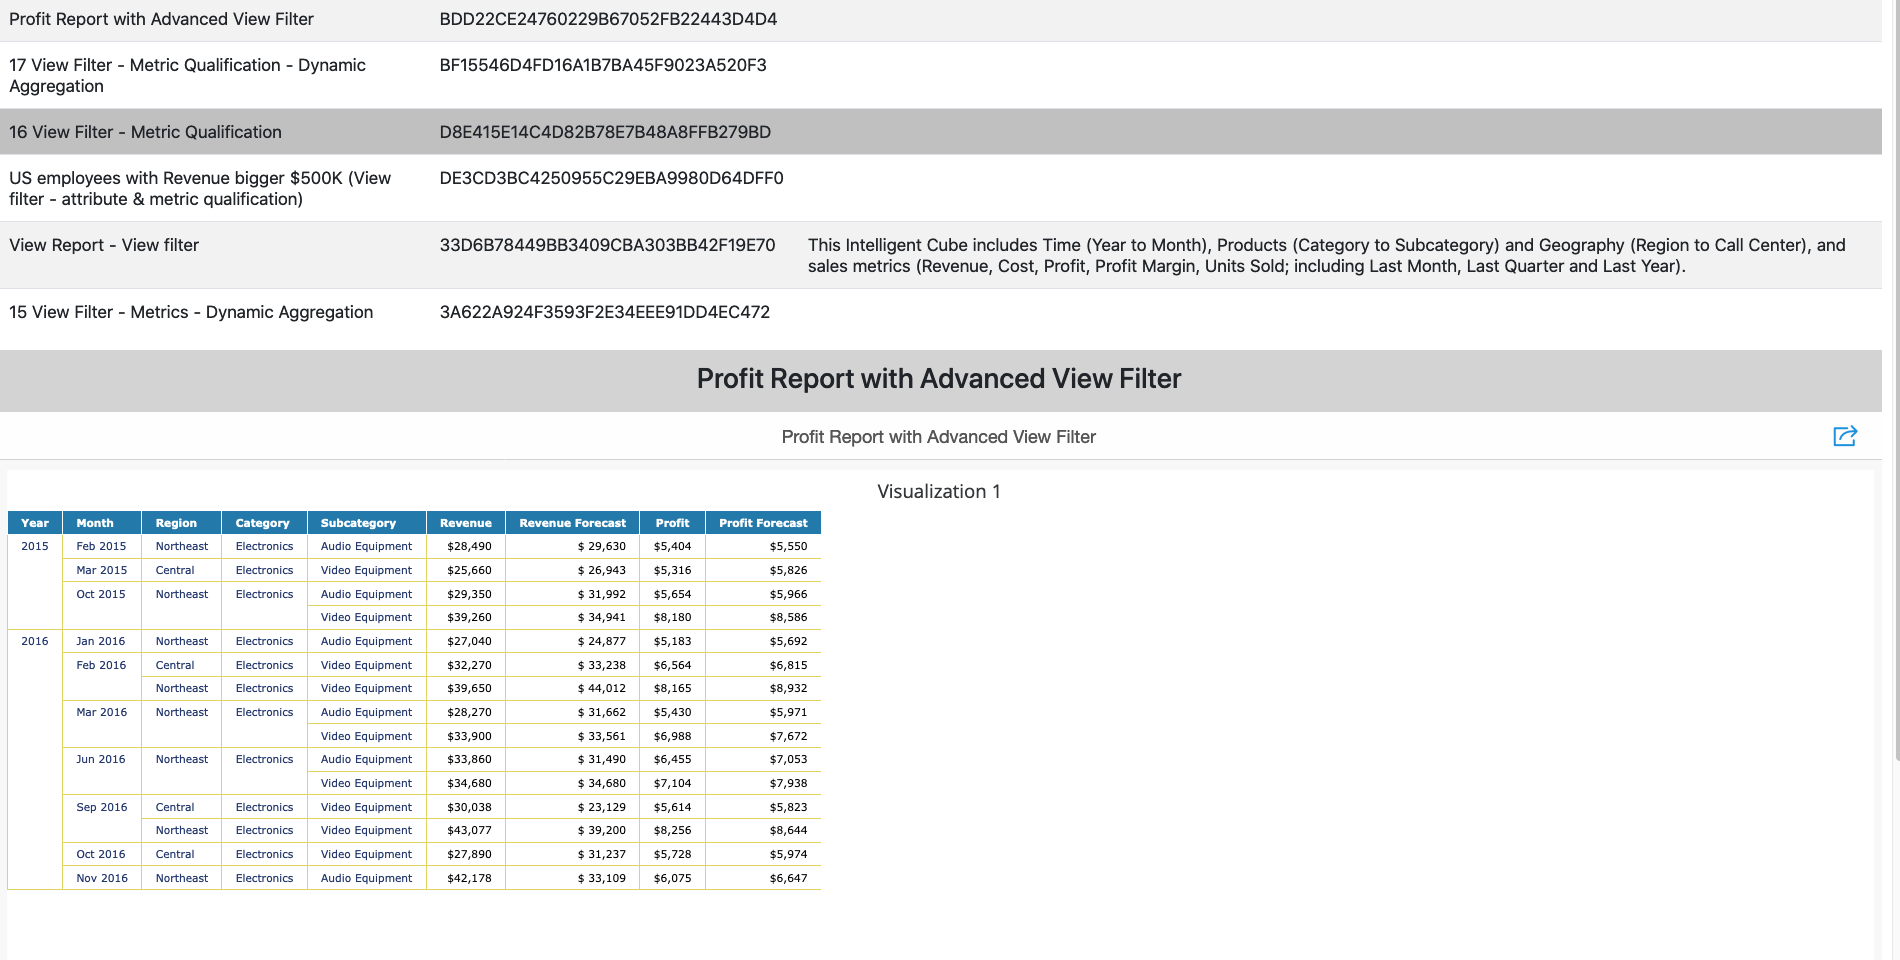 Profit Report with Advanced View Filter BDD22CE24760229B67052FB22443D4D4
17 View Filter - Metric Qualification - Dynamic BF15546D4FD16A1B7BA45F9023A520F3
Aggregation
16 View Filter - Metric Qualification D8E415E14C4D82B78E7B48A8FFB279BD
US employees with Revenue bigger $500K (View DE3CD3BC4250955C29EBA9980D64DFF0
filter - attribute & metric qualification)
View Report - View filter 33D6B78449BB3409CBA303BB42F19E70 This Intelligent Cube includes Time (Year to Month), Products (Category to Subcategory) and Geography (Region to Call Center), and
sales metrics (Revenue, Cost, Profit, Profit Margin, Units Sold; including Last Month, Last Quarter and Last Year).
15 View Filter - Metrics - Dynamic Aggregation 3A622A924F3593F2E34EEE91DD4EC472
Profit Report with Advanced View Filter
Profit Report with Advanced View Filter
Visualization 1
Year Month Region Category Subcategory Revenue Revenue Forecast Profit Profit Forecast
2015 Feb 2015 Northeast Electronics Audio Equipment $28,490 $ 29,630 $5,404 $5,550
Mar 2015 Central Electronics Video Equipment $25,660 $ 26,943 $5,316 $5,826
Oct 2015 Northeast Electronics Audio Equipment $29,350 $ 31,992 $5,654 $5,966
Video Equipment $39,260 $ 34,941 $8,180 $8,586
2016 Jan 2016 Northeast Electronics Audio Equipment $27,040 $ 24,877 $5,183 $5,692
Feb 2016 Central Electronics Video Equipment $32,270 $ 33,238 $6,564 $6,815
Northeast Electronics Video Equipment $39,650 $ 44,012 $8,165 $8,932
Mar 2016 Northeast Electronics Audio Equipment $28,270 $ 31,662 $5,430 $5,971
Video Equipment $33,900 $ 33,561 $6,988 $7,672
Jun 2016 Northeast Electronics Audio Equipment $33,860 $ 31,490 $6,455 $7,053
Video Equipment $34,680 $ 34,680 $7,104 $7,938
Sep 2016 Central Electronics Video Equipment $30,038 $ 23,129 $5,614 $5,823
Northeast Electronics Video Equipment $43,077 $ 39,200 $8,256 $8,644
Oct 2016 Central Electronics Video Equipment $27,890 $ 31,237 $5,728 $5,974
Nov 2016 Northeast Electronics Audio Equipment $42,178 $ 33,109 $6,075 $6,647